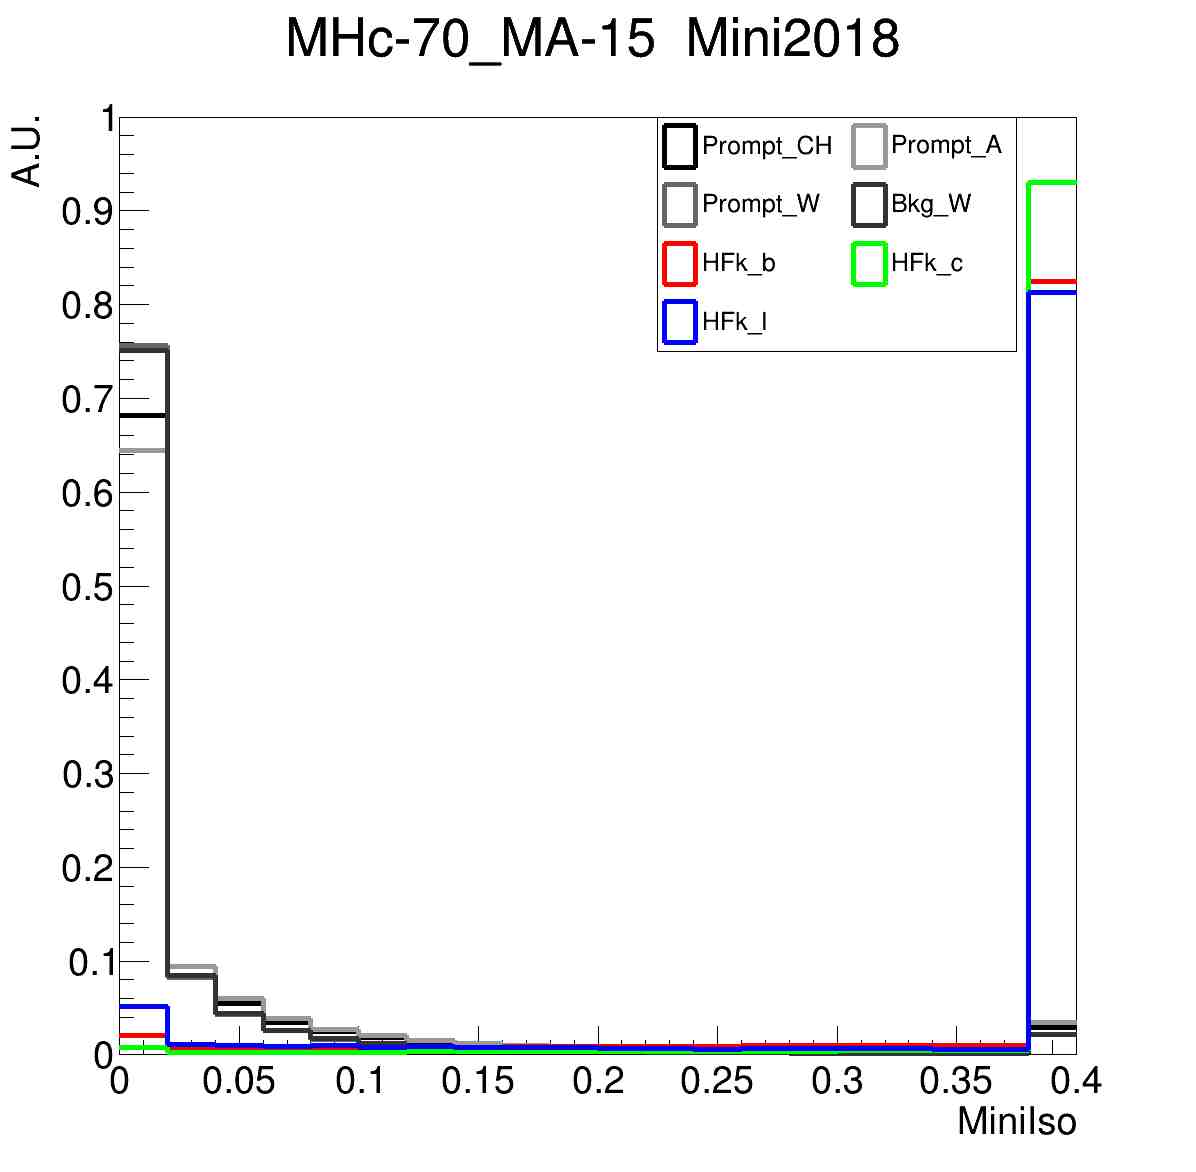 MHc-70_MA-15 Mini2018
A.U.
1
0.9
0.8
0.7
0.6
0.5
0.4
0.3
0.2
0.1
0
Prompt_CH Prompt_A
Prompt_W Bkg_W
HFk_b HFk_c
HFk_l
0 0.05 0.1 0.15 0.2 0.25 0.3 0.35 0.4
MiniIso